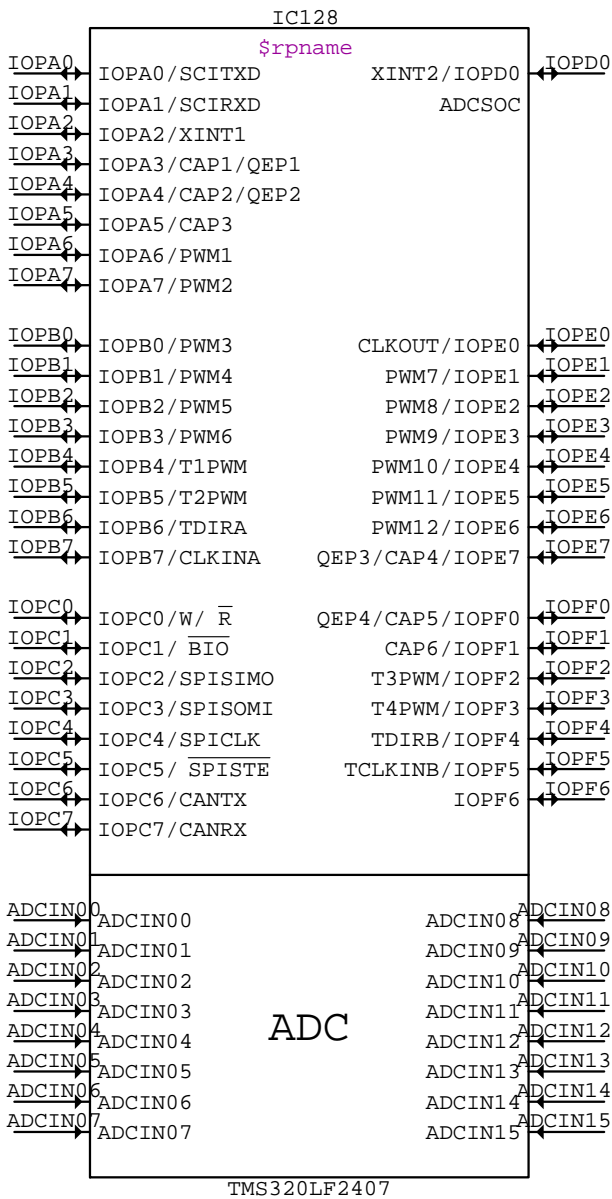 IC128
$rpname
IOPA0 IOPA0/SCITXD XINT2/IOPD0 IOPD0
IOPA1 IOPA1/SCIRXD ADCSOC
IOPA2 IOPA2/XINT1
IOPA3 IOPA3/CAP1/QEP1
IOPA4 IOPA4/CAP2/QEP2
IOPA5 IOPA5/CAP3
IOPA6 IOPA6/PWM1
IOPA7 IOPA7/PWM2
IOPB0 IOPB0/PWM3 CLKOUT/IOPE0 IOPE0
IOPB1 IOPB1/PWM4 PWM7/IOPE1 IOPE1
IOPB2 IOPB2/PWM5 PWM8/IOPE2 IOPE2
IOPB3 IOPB3/PWM6 PWM9/IOPE3 IOPE3
IOPB4 IOPB4/T1PWM PWM10/IOPE4 IOPE4
IOPB5 IOPB5/T2PWM PWM11/IOPE5 IOPE5
IOPB6 IOPB6/TDIRA PWM12/IOPE6 IOPE6
IOPB7 IOPB7/CLKINA QEP3/CAP4/IOPE7 IOPE7
IOPC0 IOPC0/W/ R QEP4/CAP5/IOPF0 IOPF0
IOPC1 IOPC1/ BIO CAP6/IOPF1 IOPF1
IOPC2 IOPC2/SPISIMO T3PWM/IOPF2 IOPF2
IOPC3 IOPC3/SPISOMI T4PWM/IOPF3 IOPF3
IOPC4 IOPC4/SPICLK TDIRB/IOPF4 IOPF4
IOPC5 IOPC5/ SPISTE TCLKINB/IOPF5 IOPF5
IOPC6 IOPC6/CANTX IOPF6 IOPF6
IOPC7 IOPC7/CANRX
ADCIN00 ADCIN00 ADCIN08 ADCIN08
ADCIN01 ADCIN01 ADCIN09 ADCIN09
ADCIN02 ADCIN02 ADCIN10 ADCIN10
ADCIN03 ADCIN03 ADCIN11 ADCIN11
ADC
ADCIN04 ADCIN04 ADCIN12 ADCIN12
ADCIN05 ADCIN05 ADCIN13 ADCIN13
ADCIN06 ADCIN06 ADCIN14 ADCIN14
ADCIN07 ADCIN07 ADCIN15 ADCIN15
TMS320LF2407